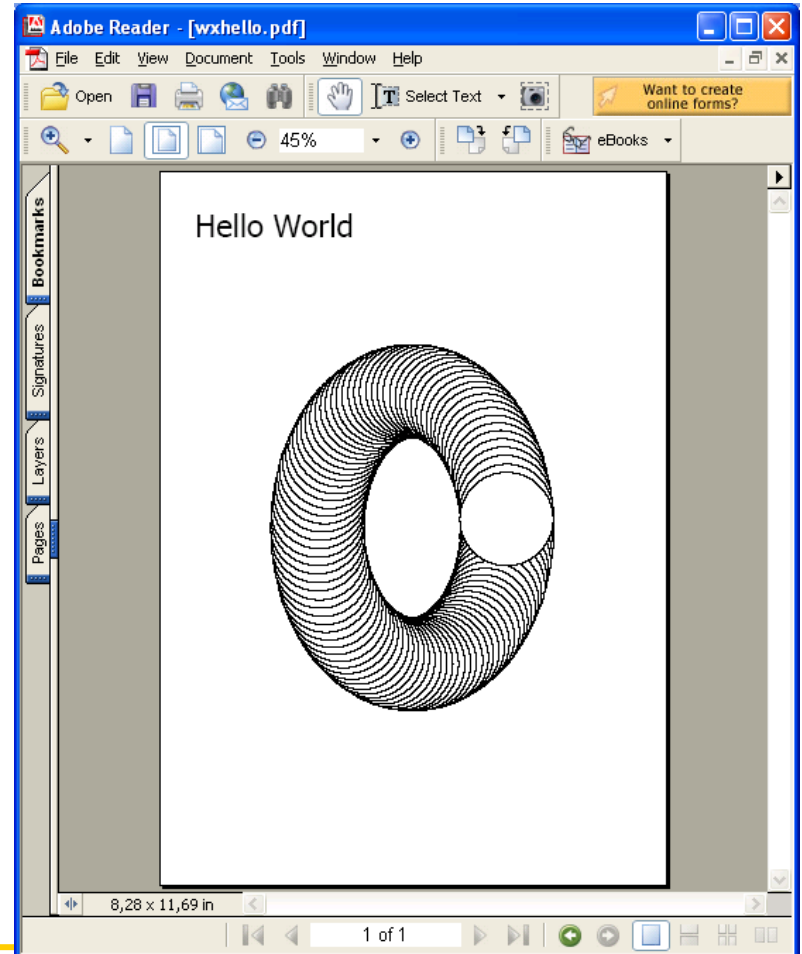 Adobe Reader - [wxhello.pdf]
File Edit View Document Tools Window Help
Open Select Text Want to create
online forms?
45% eBooks
Bookmarks
Signatures
Layers
Pages
Hello World
8,28 x 11,69 in
1 of 1